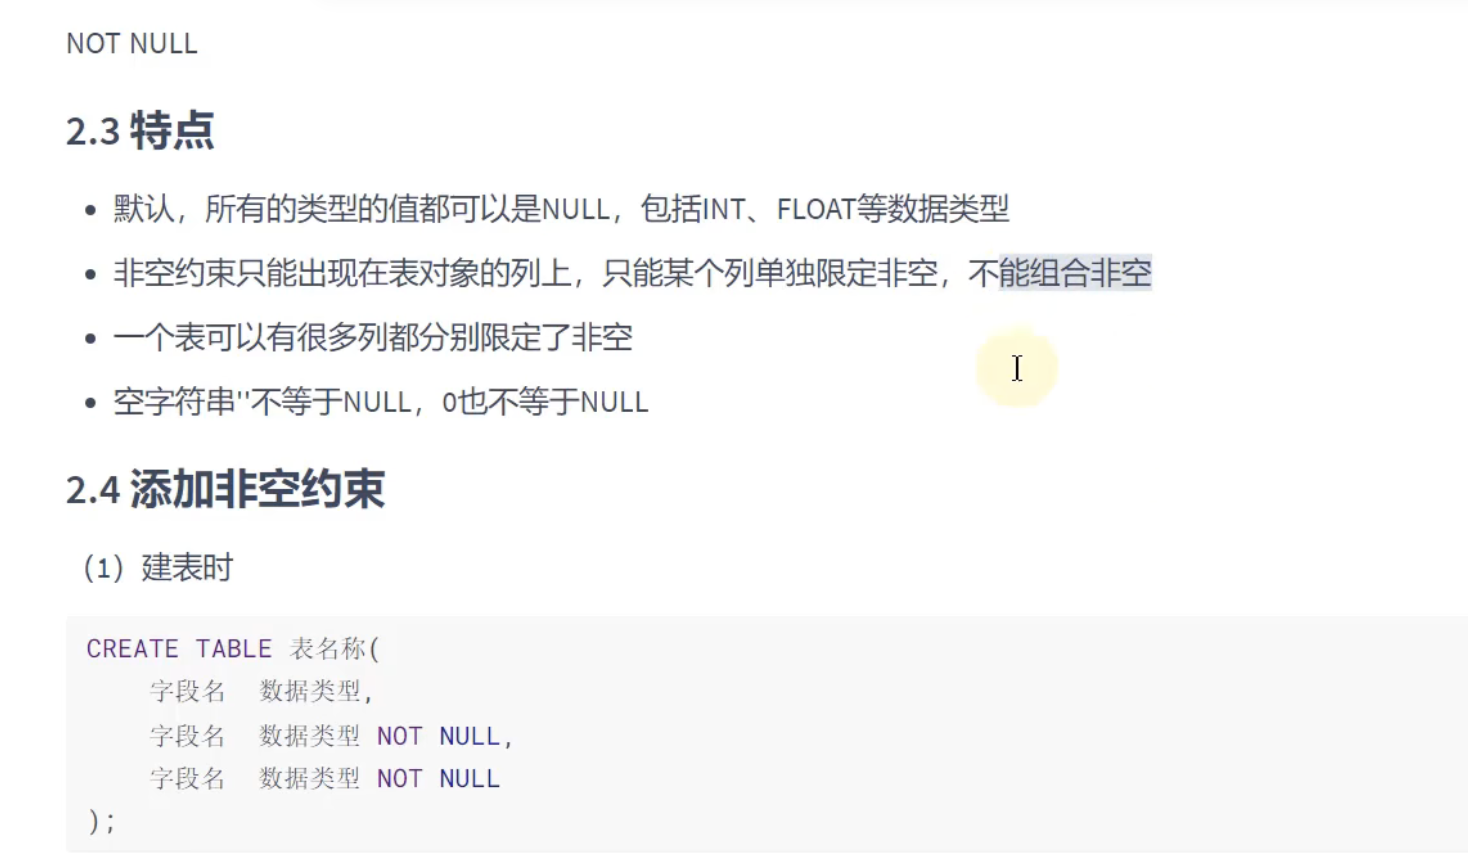 NOT NULL
2.3 特点
• 默认，所有的类型的值都可以是NULL，包括INT、FLOAT等数据类型
• 非空约束只能出现在表对象的列上，只能某个列单独限定非空，不能组合非空
• 一个表可以有很多列都分别限定了非空
• 空字符串''不等于NULL，0也不等于NULL
2.4 添加非空约束
（1）建表时
CREATE TABLE 表名称(
字段名 数据类型,
字段名 数据类型 NOT NULL,
字段名 数据类型 NOT NULL
);